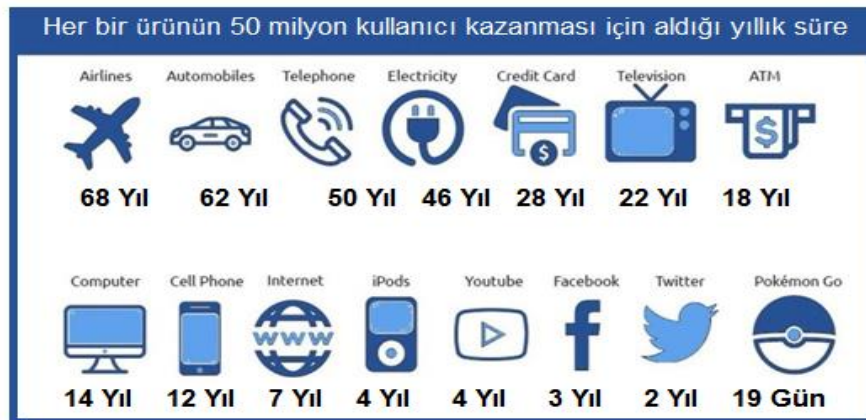 Her bir ürünün 50 milyon kullanıcı kazanması için aldığı yıllık süre
Airlines Automobiles Telephone Electricity Credit Card Television ATM
$ $
68 Yıl 62 Yıl 50 Yıl 46 Yıl 28 Yıl 22 Yıl 18 Yıl
Computer Cell Phone Internet iPods Youtube Facebook Twitter Pokémon Go
www f
14 Yıl 12 Yıl 7 Yıl 4 Yıl 4 Yıl 3 Yıl 2 Yıl 19 Gün